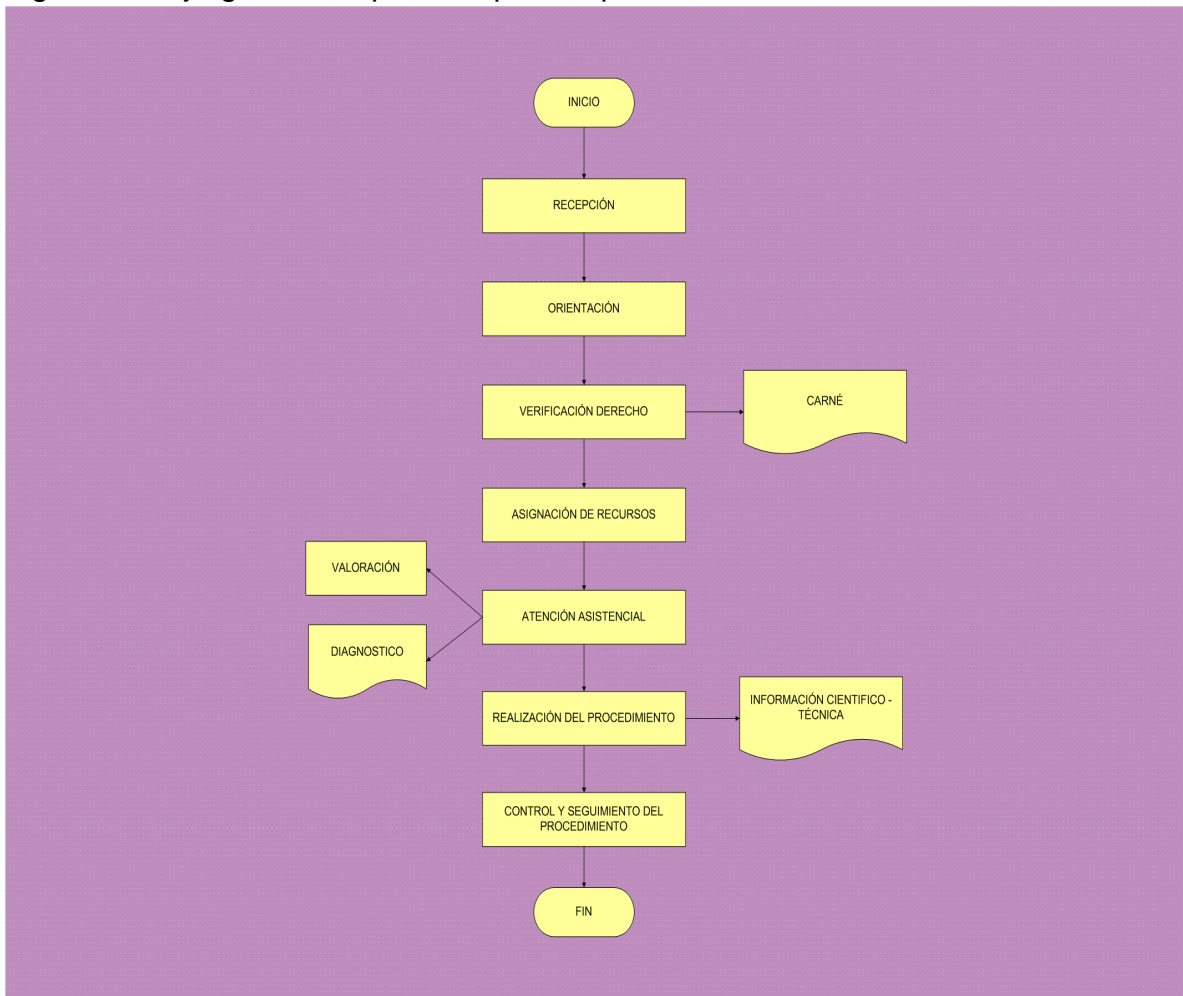 INICIO
RECEPCIÓN
ORIENTACIÓN
VERIFICACIÓN DERECHO
CARNÉ
ASIGNACIÓN DE RECURSOS
VALORACIÓN
ATENCIÓN ASISTENCIAL
DIAGNOSTICO
REALIZACIÓN DEL PROCEDIMIENTO
INFORMACIÓN CIENTIFICO -
TÉCNICA
CONTROL Y SEGUIMIENTO DEL
PROCEDIMIENTO
FIN